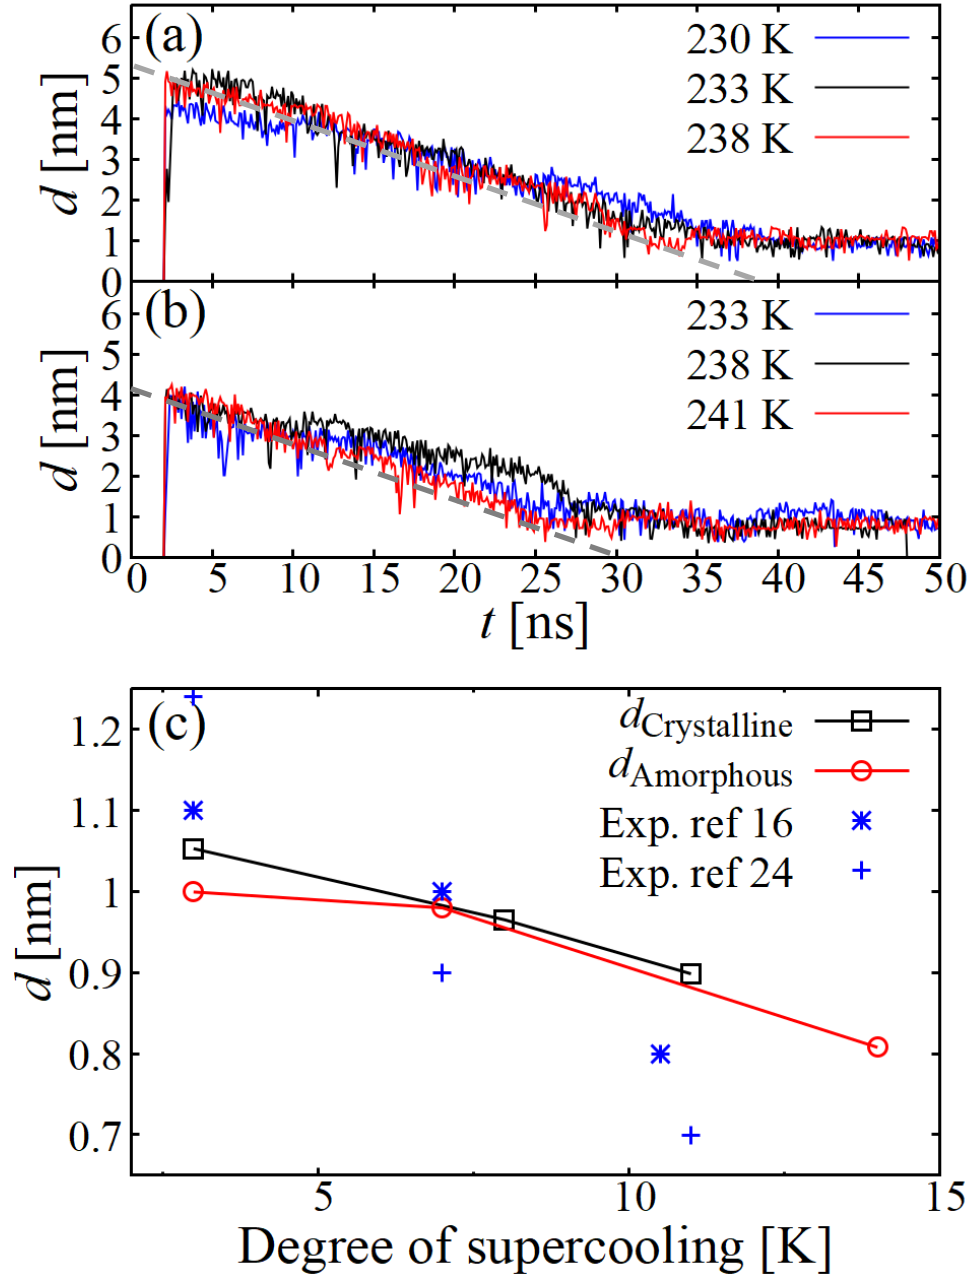 (a)
230 K
233 K
238 K
d [nm]
6
5
4
3
2
1
0
(b)
233 K
238 K
241 K
d [nm]
6
5
4
3
2
1
0
0 5 10 15 20 25 30 35 40 45 50
t [ns]
(c)
dCrystalline
dAmorphous
Exp. ref 16
Exp. ref 24
d [nm]
1.2
1.1
1
0.9
0.8
0.7
5 10 15
Degree of supercooling [K]